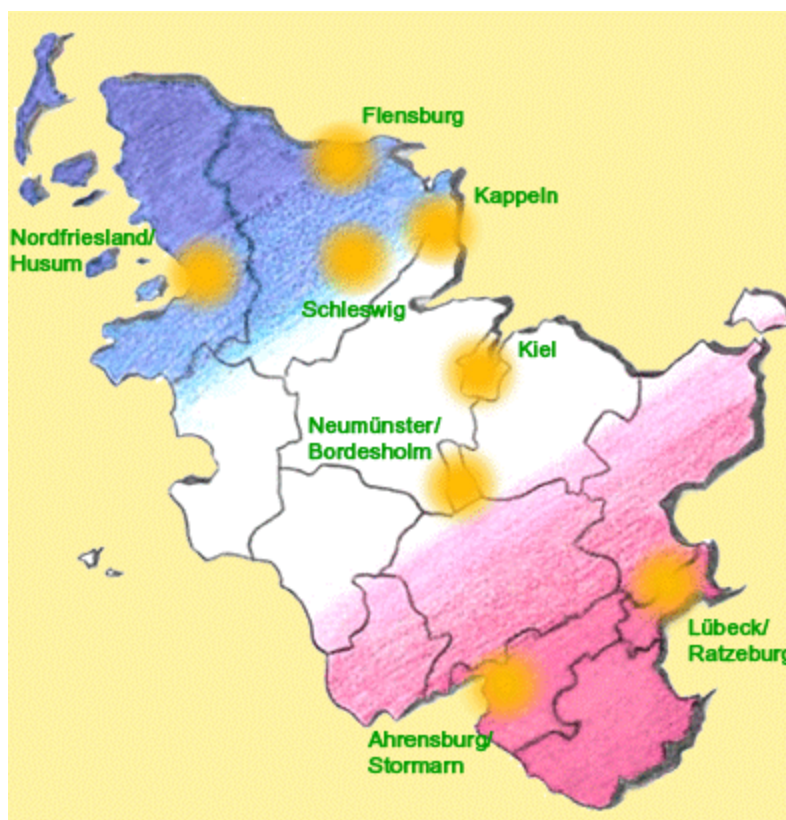 Flensburg
Kappeln
Nordfriesland/
Husum
Schleswig
Kiel
Neumünster/
Bordesholm
Lübeck/
Ratzeburg
Ahrensburg/
Stormarn